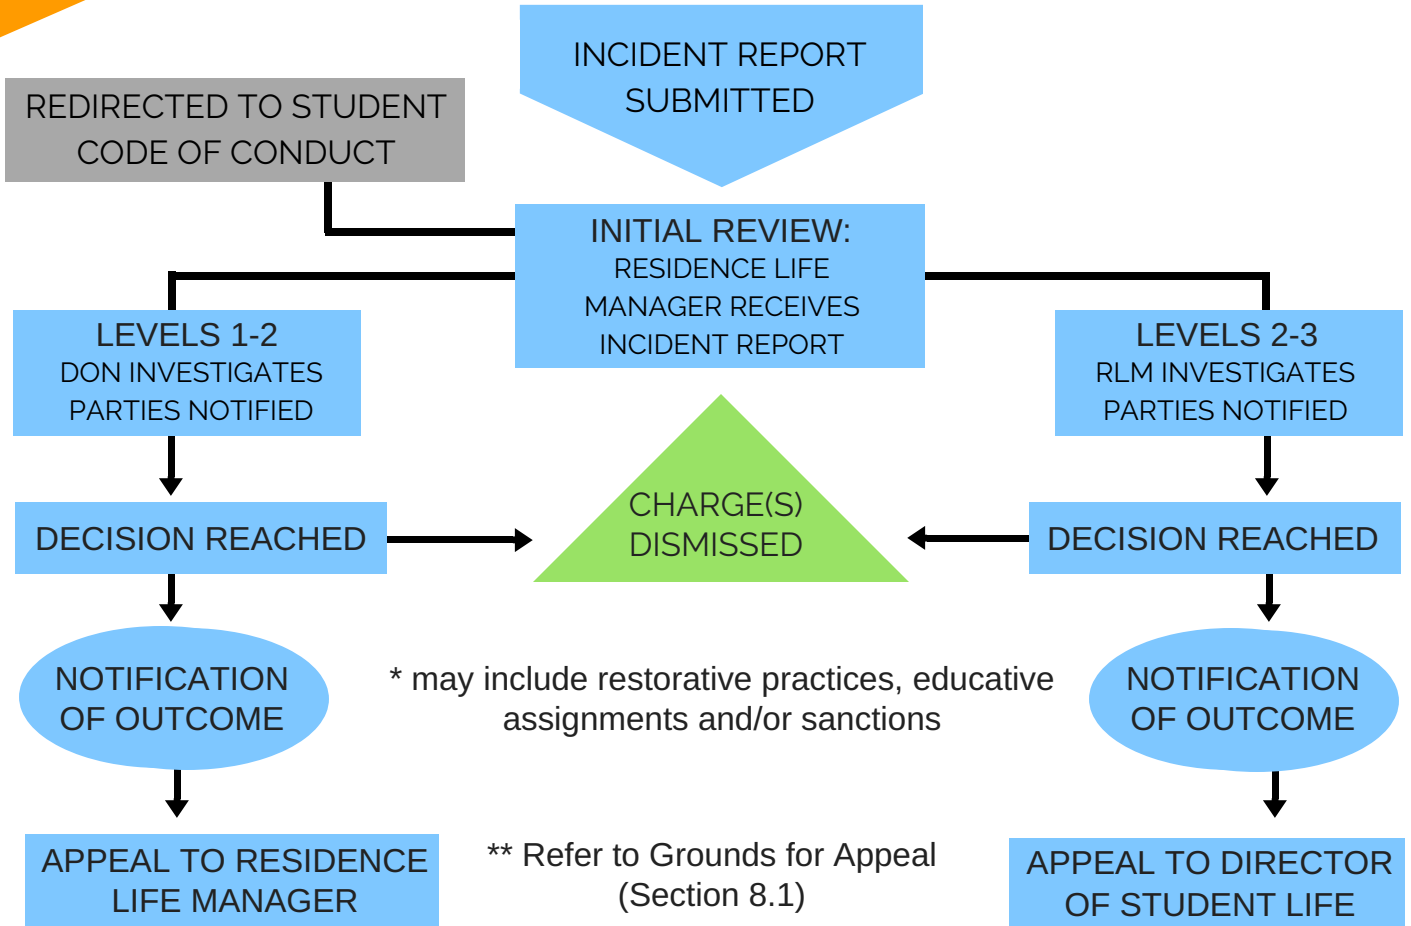 INCIDENT REPORT
SUBMITTED
REDIRECTED TO STUDENT
CODE OF CONDUCT
INITIAL REVIEW:
RESIDENCE LIFE
MANAGER RECEIVES
INCIDENT REPORT
LEVELS 1-2
DON INVESTIGATES
PARTIES NOTIFIED
LEVELS 2-3
RLM INVESTIGATES
PARTIES NOTIFIED
CHARGE(S)
DISMISSED
DECISION REACHED
DECISION REACHED
NOTIFICATION
OF OUTCOME
* may include restorative practices, educative
assignments and/or sanctions
NOTIFICATION
OF OUTCOME
APPEAL TO RESIDENCE
LIFE MANAGER
** Refer to Grounds for Appeal
(Section 8.1)
APPEAL TO DIRECTOR
OF STUDENT LIFE